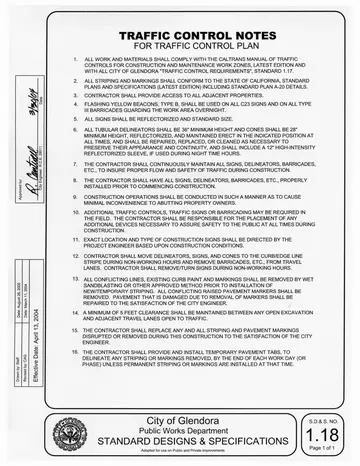 TRAFFIC CONTROL NOTES
FOR TRAFFIC CONTROL PLAN
1. ALL WORK AND MATERIALS SHALL COMPLY WITH THE CALTRANS MANUAL OF TRAFFIC
CONTROLS FOR CONSTRUCTION AND MAINTENANCE WORK ZONES, LATEST EDITION AND
WITH ALL CITY OF GLENDORA "TRAFFIC CONTROL REQUIREMENTS", STANDARD 1.17.
2. ALL STRIPING AND MARKINGS SHALL CONFORM TO THE STATE OF CALIFORNIA, STANDARD
PLANS AND SPECIFICATIONS (LATEST EDITION) INCLUDING STANDARD PLAN A-20 DETAILS.
3. CONTRACTOR SHALL PROVIDE ACCESS TO ALL ADJACENT PROPERTIES.
4. FLASHING YELLOW BEACONS, TYPE B, SHALL BE USED ON ALL C23 SIGNS AND ON ALL TYPE
III BARRICADES GUARDING THE WORK AREA OVERNIGHT.
5. ALL SIGNS SHALL BE REFLECTORIZED AND STANDARD SIZE.
6. ALL TUBULAR DELINEATORS SHALL BE 36" MINIMUM HEIGHT AND CONES SHALL BE 28"
MINIMUM HEIGHT, REFLECTORIZED, AND MAINTAINED ERECT IN THE INDICATED POSITION AT
ALL TIMES, AND SHALL BE REPAIRED, REPLACED, OR CLEANED AS NECESSARY TO
PRESERVE THEIR APPEARANCE AND CONTINUITY, AND SHALL INCLUDE A 12" HIGH-INTENSITY
REFLECTORIZED SLEEVE, IF USED DURING NIGHT TIME HOURS.
7. THE CONTRACTOR SHALL CONTINUOUSLY MAINTAIN ALL SIGNS, DELINEATORS, BARRICADES,
ETC., TO INSURE PROPER FLOW AND SAFETY OF TRAFFIC DURING CONSTRUCTION.
8. THE CONTRACTOR SHALL HAVE ALL SIGNS, DELINEATORS, BARRICADES, ETC., PROPERLY
INSTALLED PRIOR TO COMMENCING CONSTRUCTION.
9. CONSTRUCTION OPERATIONS SHALL BE CONDUCTED IN SUCH A MANNER AS TO CAUSE
MINIMAL INCONVENIENCE TO ABUTTING PROPERTY OWNERS.
10. ADDITIONAL TRAFFIC CONTROLS, TRAFFIC SIGNS OR BARRICADING MAY BE REQUIRED IN
THE FIELD. THE CONTRACTOR SHALL BE RESPONSIBLE FOR THE PLACEMENT OF ANY
ADDITIONAL DEVICES NECESSARY TO ASSURE SAFETY TO THE PUBLIC AT ALL TIMES DURING
CONSTRUCTION.
11. EXACT LOCATION AND TYPE OF CONSTRUCTION SIGNS SHALL BE DIRECTED BY THE
PROJECT ENGINEER BASED UPON CONSTRUCTION CONDITIONS.
12. CONTRACTOR SHALL MOVE DELINEATORS, SIGNS, AND CONES TO THE CURB/EDGE LINE
STRIPE DURING NON-WORKING HOURS AND REMOVE BARRICADES, ETC., FROM TRAVEL
LANES. CONTRACTOR SHALL REMOVE/TURN SIGNS DURING NON-WORKING HOURS.
13. ALL CONFLICTING LINES, EXISTING CURB PAINT AND MARKINGS SHALL BE REMOVED BY WET
SANDBLASTING OR OTHER APPROVED METHOD PRIOR TO INSTALLATION OF
NEW/TEMPORARY STRIPING. ALL CONFLICTING RAISED PAVEMENT MARKERS SHALL BE
REMOVED. PAVEMENT THAT IS DAMAGED DUE TO REMOVAL OF MARKERS SHALL BE
REPAIRED TO THE SATISFACTION OF THE CITY ENGINEER.
14. A MINIMUM OF 5 FEET CLEARANCE SHALL BE MAINTAINED BETWEEN ANY OPEN EXCAVATION
AND ADJACENT TRAVEL LANES OPEN TO TRAFFIC.
15. THE CONTRACTOR SHALL REPLACE ANY AND ALL STRIPING AND PAVEMENT MARKINGS
DISRUPTED OR REMOVED DURING THIS CONSTRUCTION TO THE SATISFACTION OF THE CITY
ENGINEER.
16. THE CONTRACTOR SHALL PROVIDE AND INSTALL TEMPORARY PAVEMENT TABS, TO
DELINEATE ANY STRIPING OR MARKINGS REMOVED, BY THE END OF EACH WORK DAY (OR
PHASE) UNLESS PERMANENT STRIPING OR MARKINGS ARE INSTALLED AT THAT TIME.
Effective Date: April 13, 2004
City of Glendora
Public Works Department
STANDARD DESIGNS & SPECIFICATIONS
Adopted for use on Public and Private Improvements
S.D.& S. NO.
1.18
Page 1 of 1